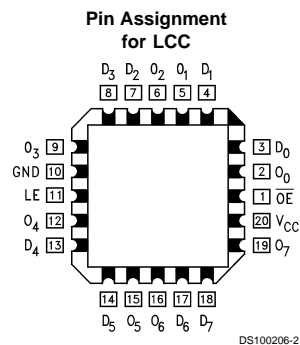 Pin Assignment
for LCC
D3 D2 O2 O1 D1
8 7 6 5 4
O3 9
GND 10
LE 11
O4 12
D4 13
3 D0
2 O0
1 O̅E̅
20 VCC
19 O7
14 15 16 17 18
D5 O5 O6 D6 D7
DS100206-2